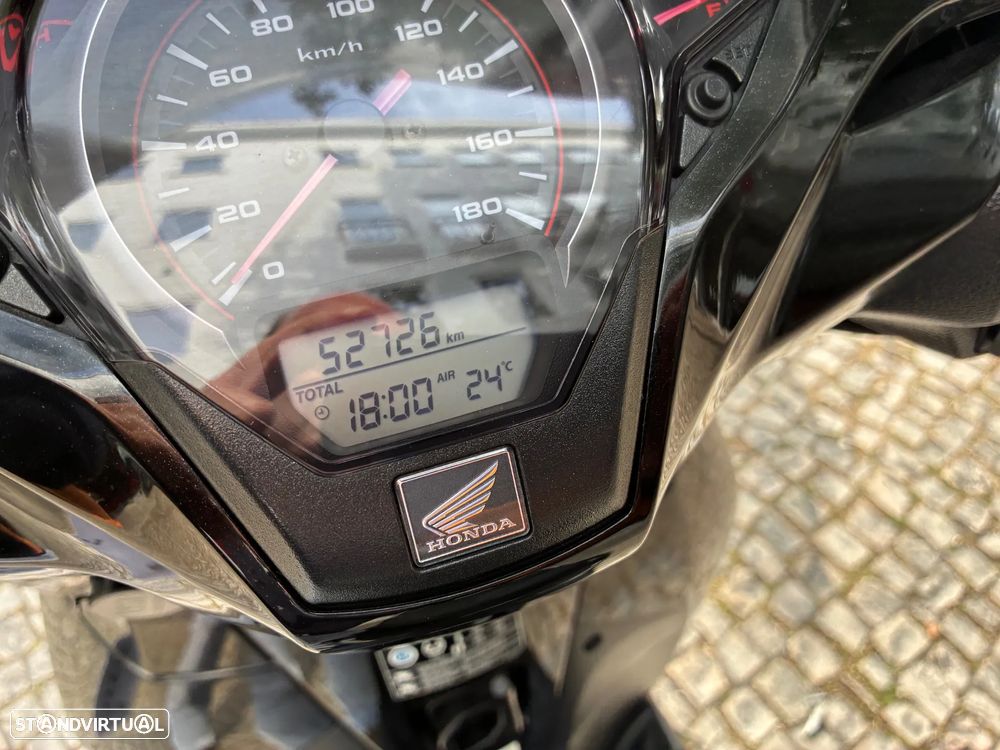 80 100 120
km/h
60 140
40 160
20 180
0
H
F
52726 km
TOTAL
18:00 AIR 24°C
HONDA
STANDVIRTUAL